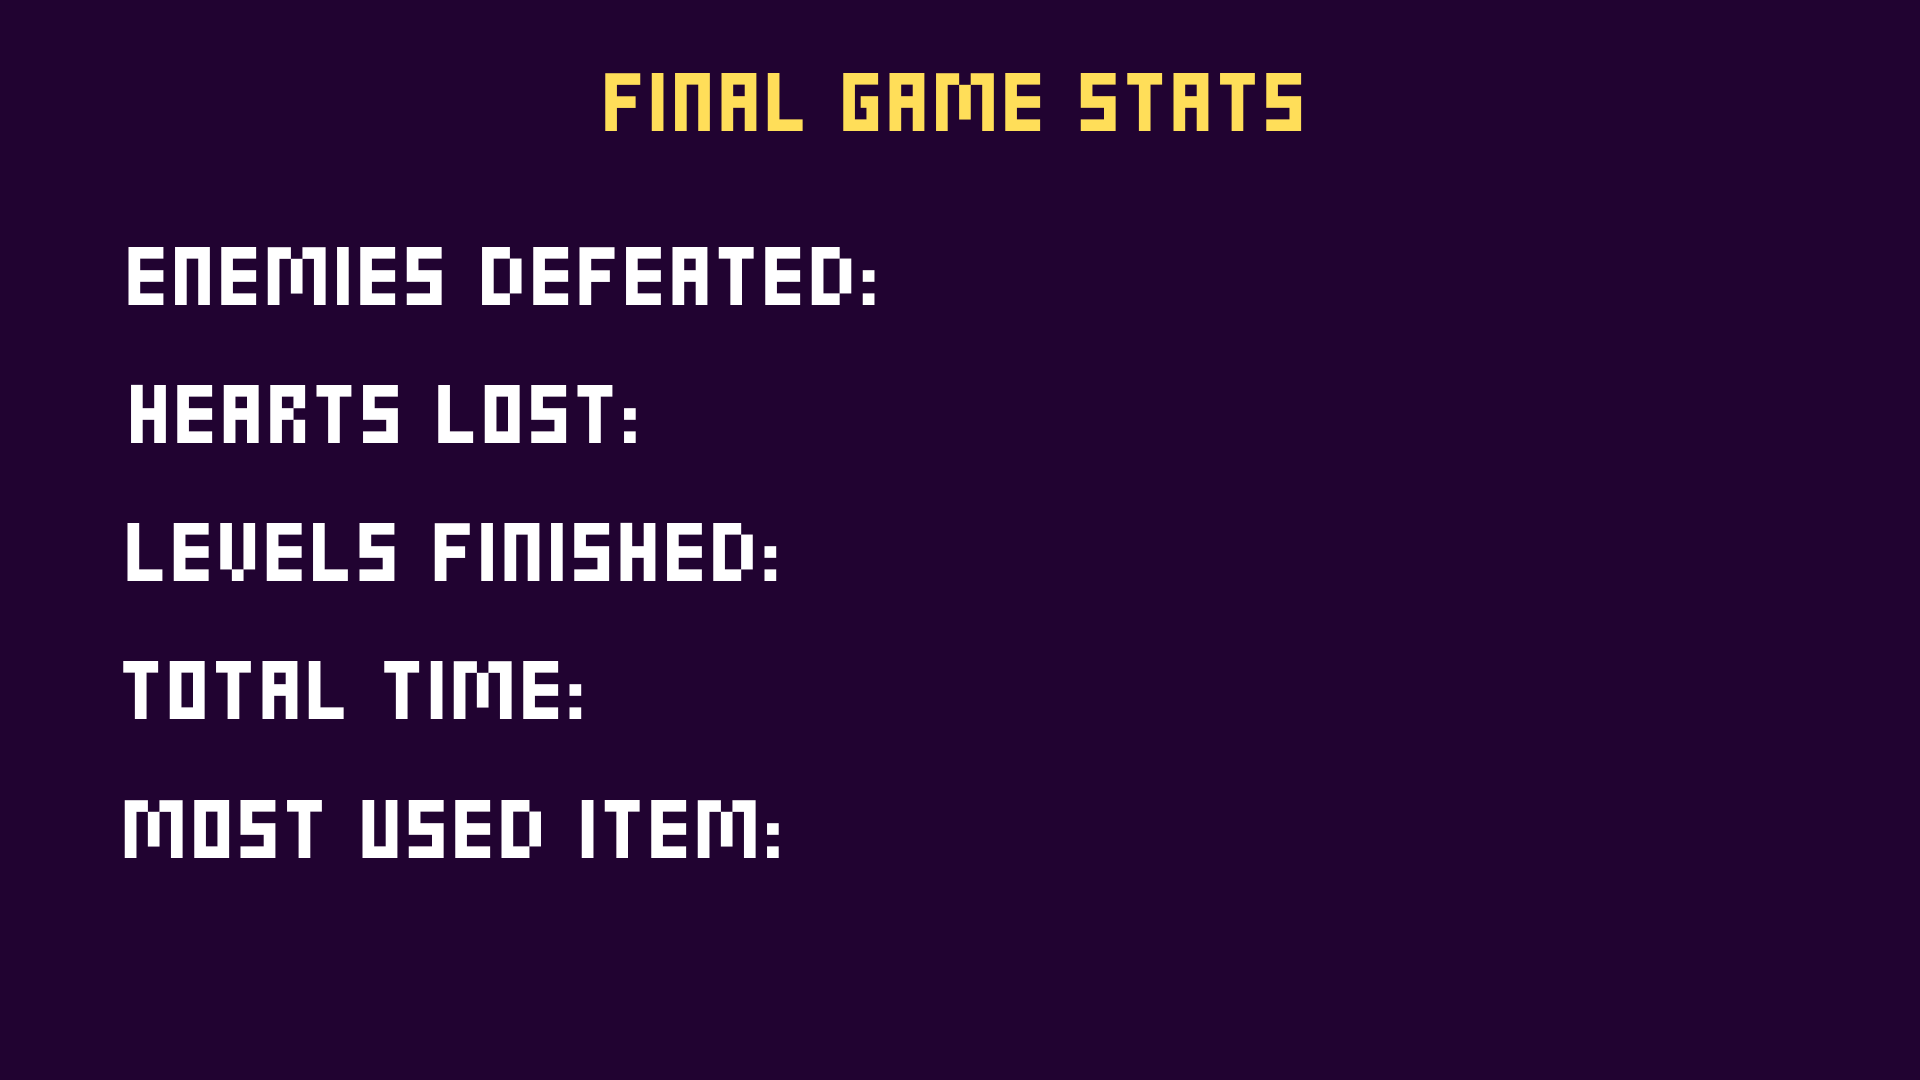 FINAL GAME STATS
ENEMIES DEFEATED:
HEARTS LOST:
LEVELS FINISHED:
TOTAL TIME:
MOST USED ITEM: